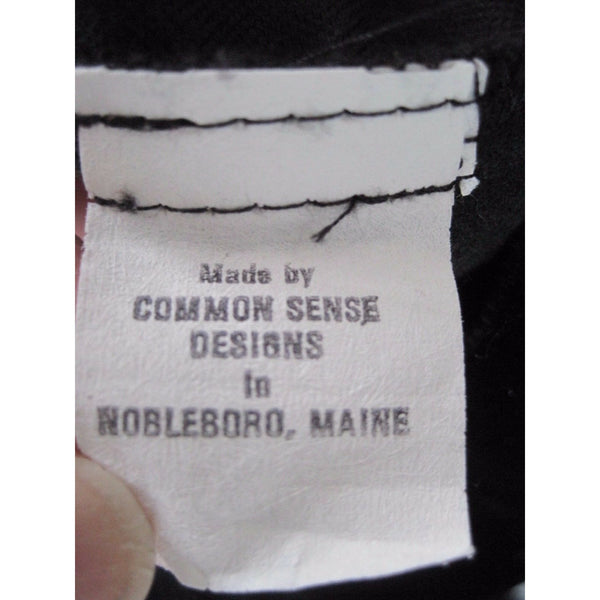 Made by
COMMON SENSE
DESIGNS
In
NOBLEBORO, MAINE